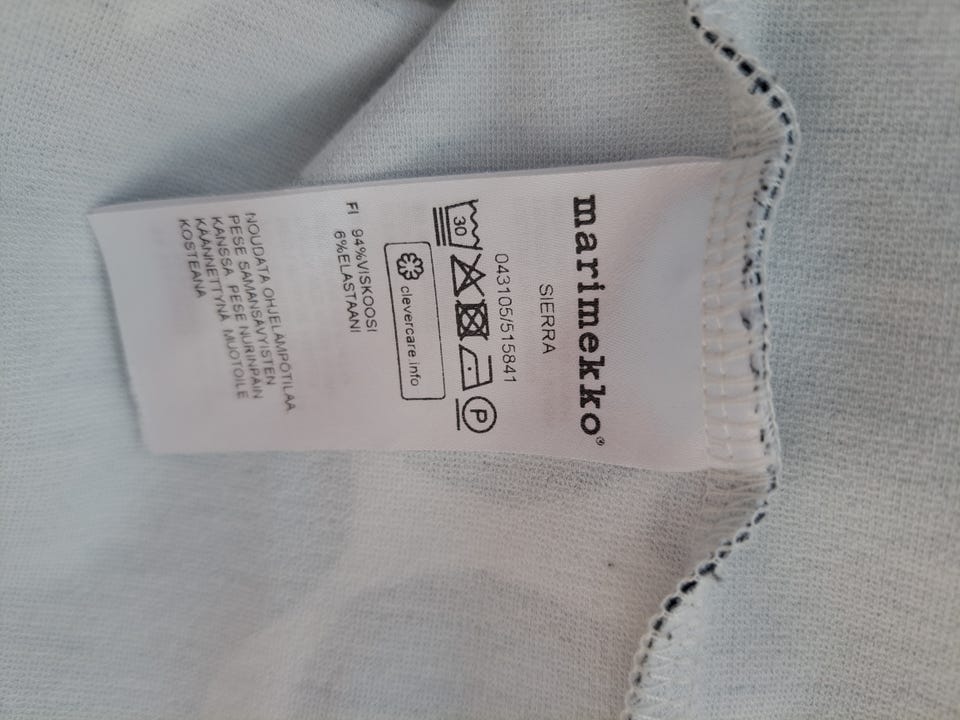 marimekko®
SIERRA
043105/515841
30
P
clevercare.info
FI 94%VISKOOSI
6%ELASTAANI
NOUDATA OHJELÄMPÖTILAA
PESE SAMANSÄVYISTEN
KANSSA PESE NURINPÄIN
KÄÄNNETTYNÄ MUOTOILE
KOSTEANA